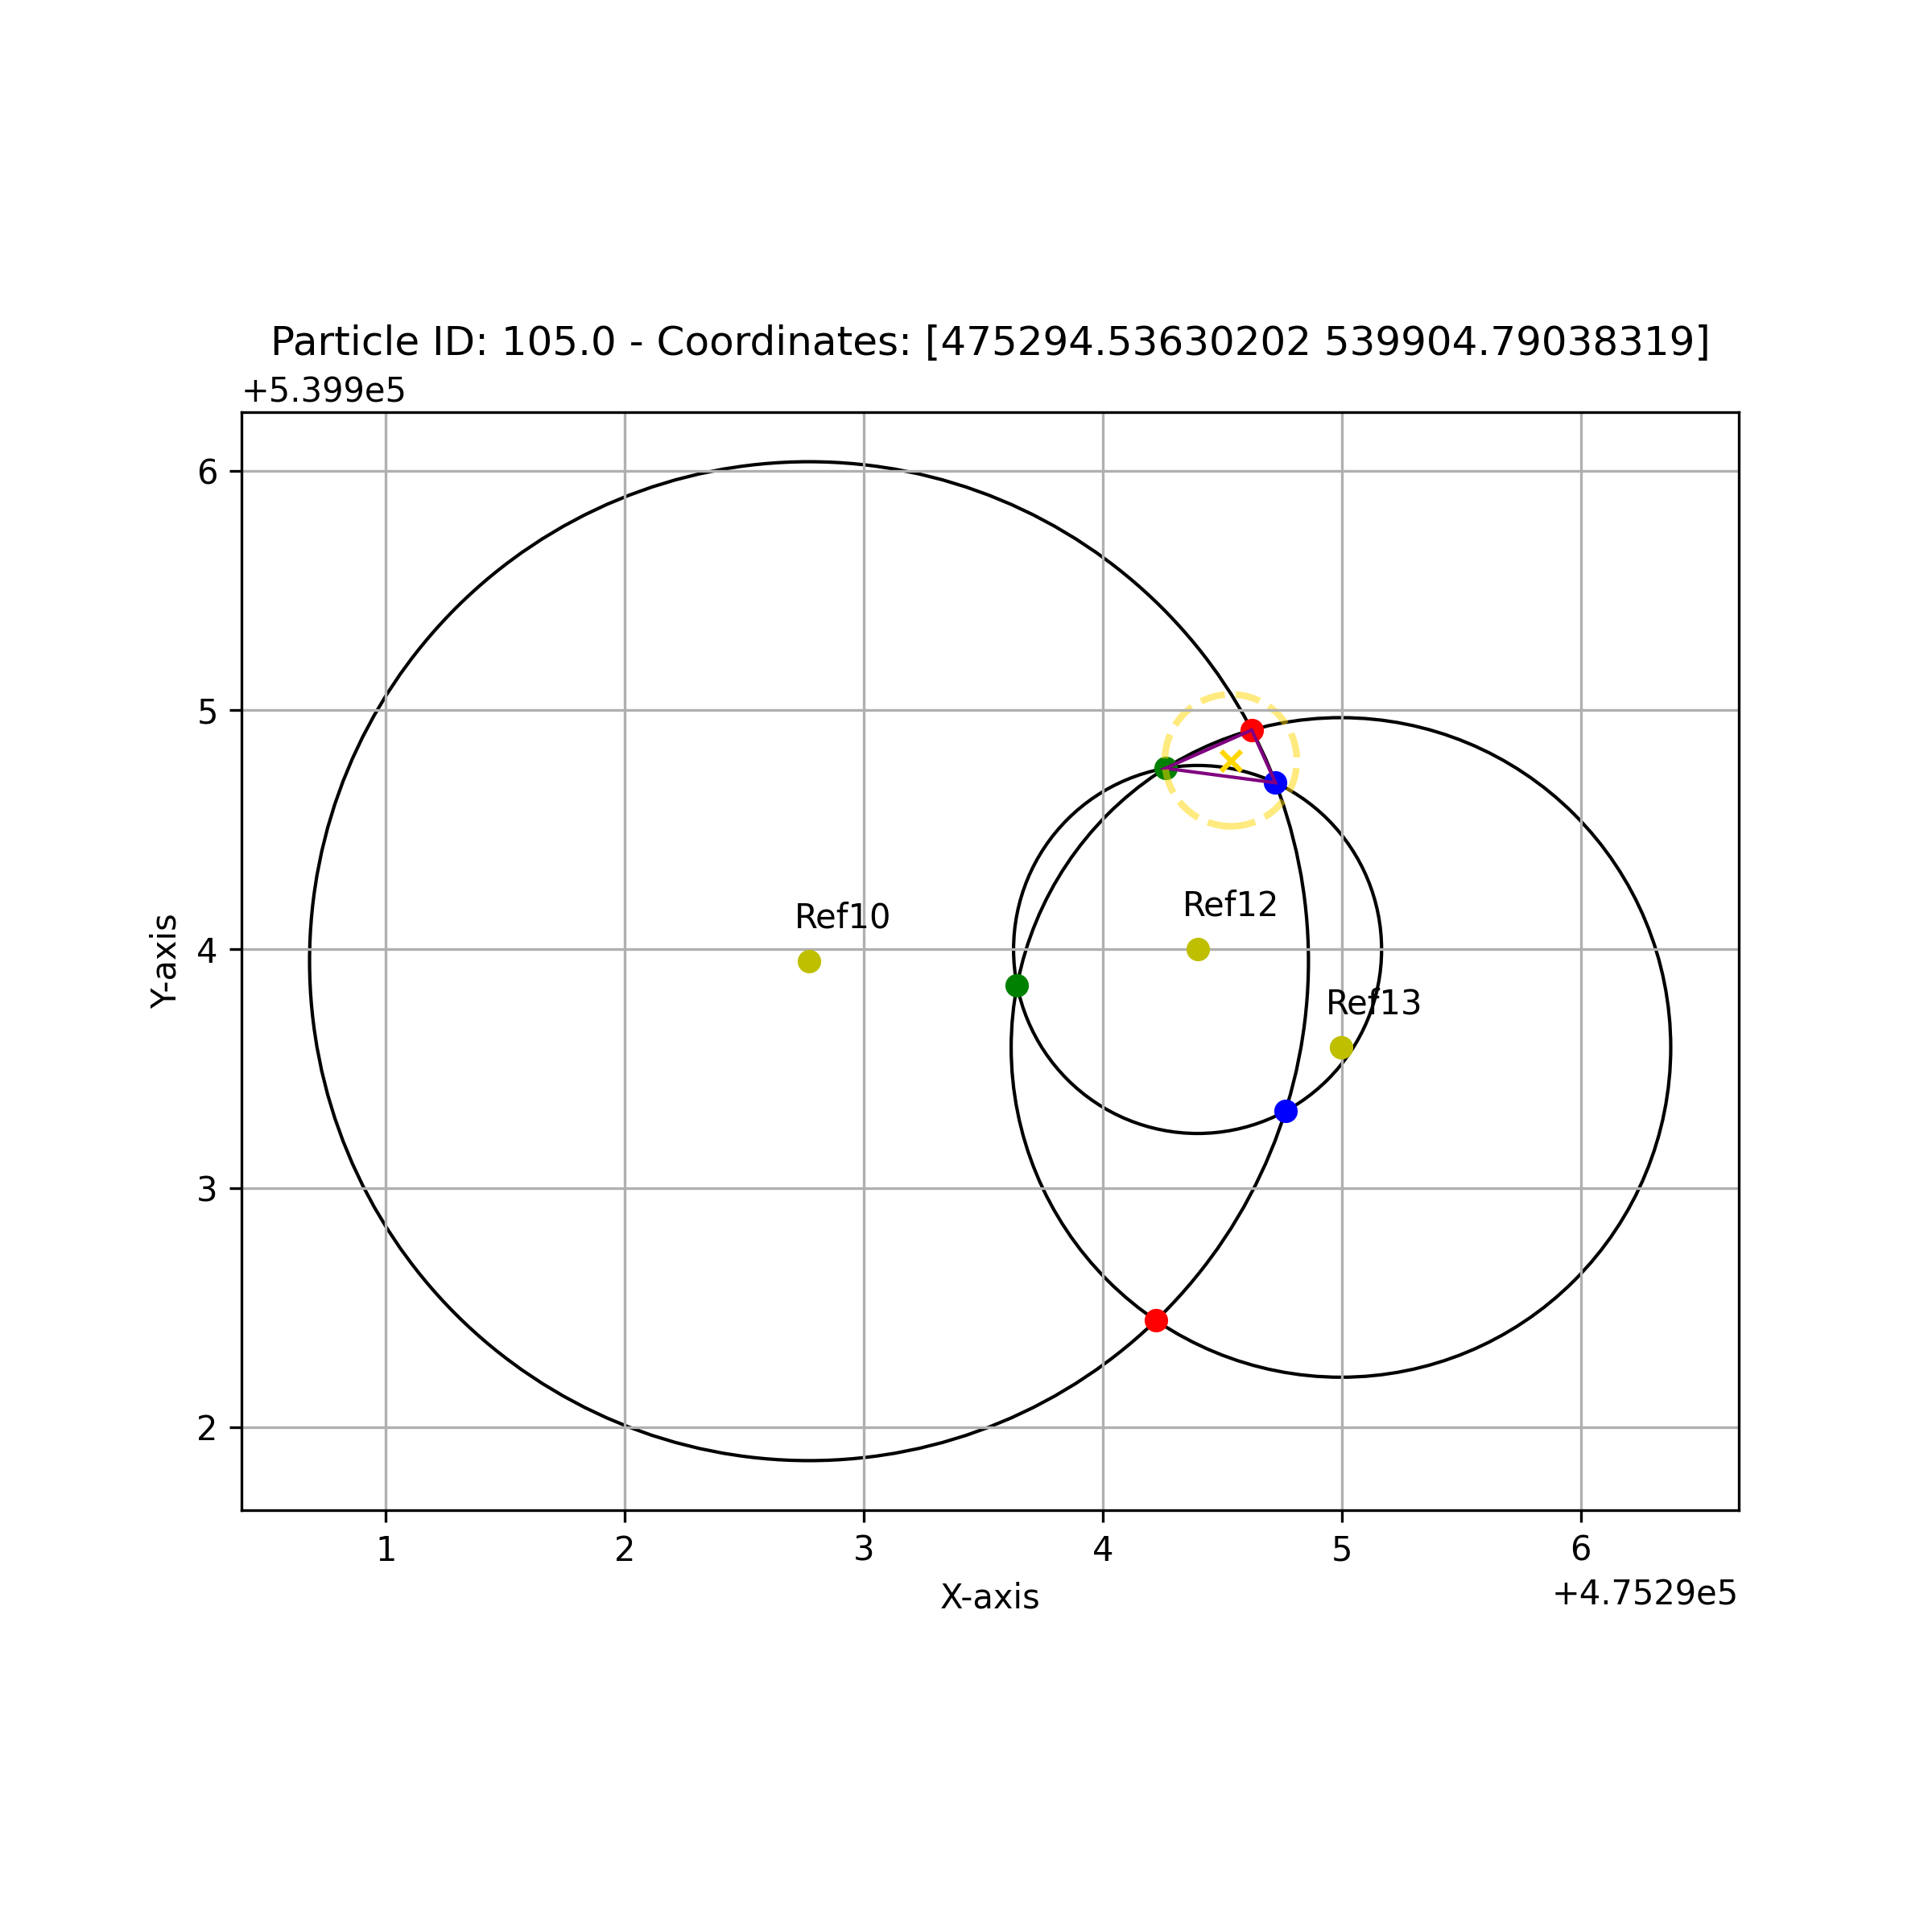 Particle ID: 105.0 - Coordinates: [475294.53630202 539904.79038319]
+5.399e5
6
5
4
3
2
Y-axis
Ref10
Ref12
Ref13
1 2 3 4 5 6
X-axis
+4.7529e5